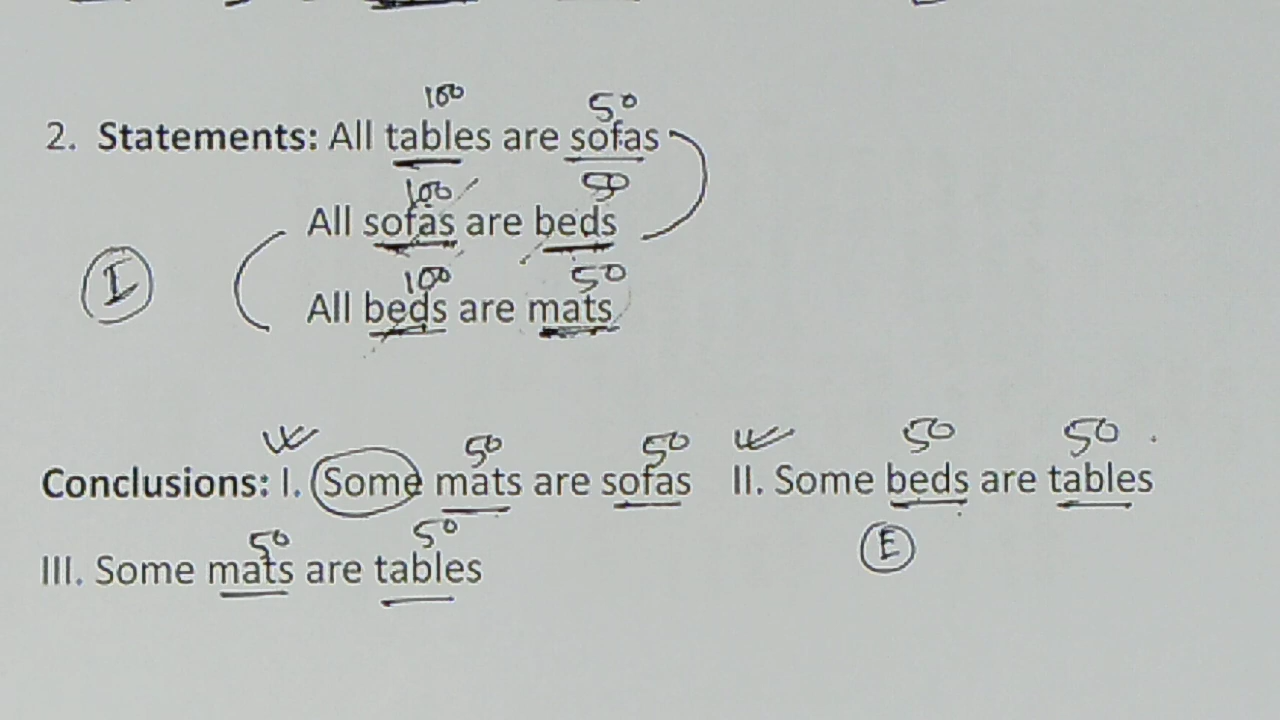 100 50
2. Statements: All tables are sofas
100 50
All sofas are beds
100 50
I All beds are mats
50 50 50 50
Conclusions: I. Some mats are sofas II. Some beds are tables
50 50 E
III. Some mats are tables